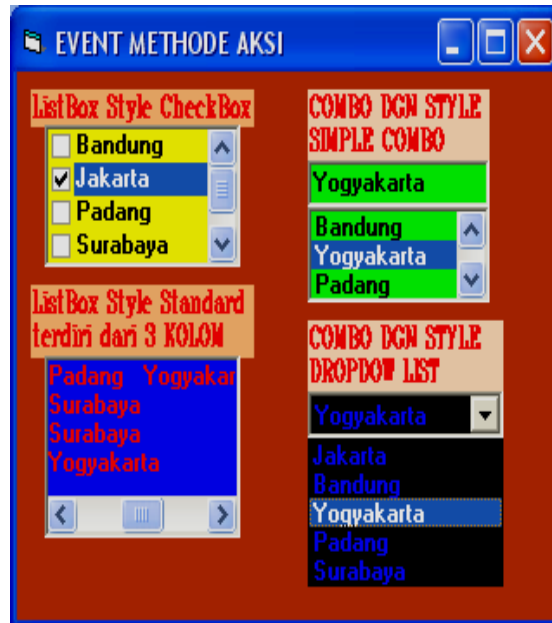 EVENT METHODE AKSI
ListBox Style CheckBox
Bandung
Jakarta
Padang
Surabaya
ListBox Style Standard
terdiri dari 3 KOLOM
Padang Yogyakar
Surabaya
Surabaya
Yogyakarta
COMBO DGN STYLE
SIMPLE COMBO
Yogyakarta
Bandung
Yogyakarta
Padang
COMBO DGN STYLE
DROPDOW LIST
Yogyakarta
Jakarta
Bandung
Yogyakarta
Padang
Surabaya